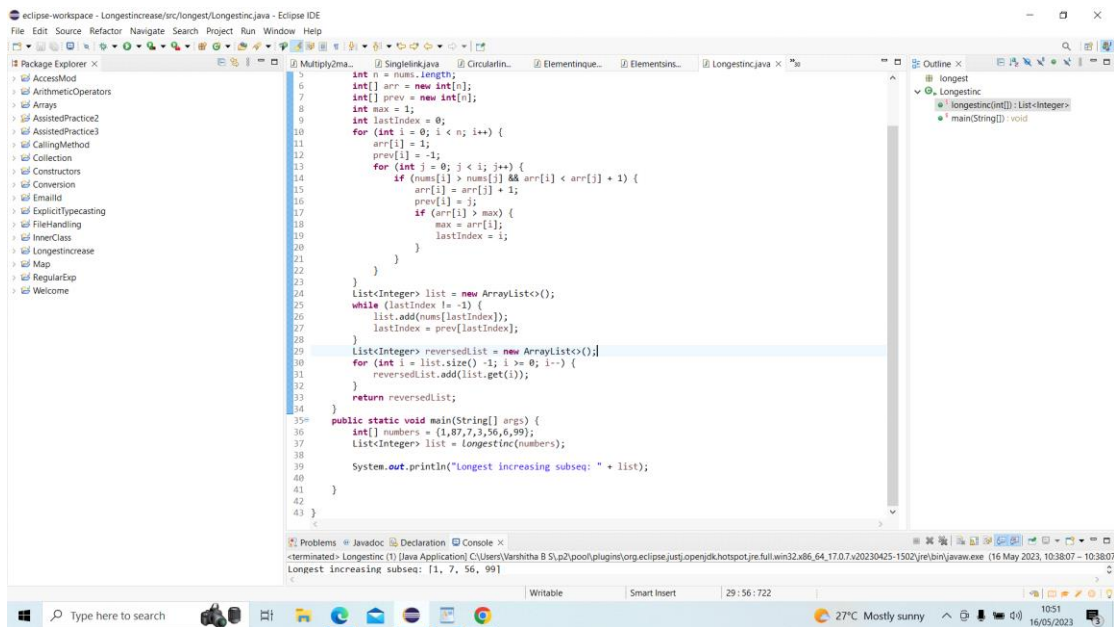 eclipse-workspace - Longestincrease/src/longest/Longestinc.java - Eclipse IDE
File Edit Source Refactor Navigate Search Project Run Window Help
Package Explorer
AccessMod
ArithmeticOperators
Arrays
AssistedPractice2
AssistedPractice3
CallingMethod
Collection
Constructors
Conversion
EmailId
ExplicitTypecasting
FileHandling
InnerClass
Longestincrease
Map
RegularExp
Welcome
Multiply2ma... Singlelink.java Circularlin... Elementinque... Elementsins... Longestinc.java
5 int n = nums.length;
6 int[] arr = new int[n];
7 int[] prev = new int[n];
8 int max = 1;
9 int lastIndex = 0;
10 for (int i = 0; i < n; i++) {
11 arr[i] = 1;
12 prev[i] = -1;
13 for (int j = 0; j < i; j++) {
14 if (nums[i] > nums[j] && arr[i] < arr[j] + 1) {
15 arr[i] = arr[j] + 1;
16 prev[i] = j;
17 if (arr[i] > max) {
18 max = arr[i];
19 lastIndex = i;
20 }
21 }
22 }
23 }
24 List<Integer> list = new ArrayList<>();
25 while (lastIndex != -1) {
26 list.add(nums[lastIndex]);
27 lastIndex = prev[lastIndex];
28 }
29 List<Integer> reversedList = new ArrayList<>();
30 for (int i = list.size() -1; i >= 0; i--) {
31 reversedList.add(list.get(i));
32 }
33 return reversedList;
34 }
35 public static void main(String[] args) {
36 int[] numbers = {1,87,7,3,56,6,99};
37 List<Integer> list = longestinc(numbers);
38
39 System.out.println("Longest increasing subseq: " + list);
40
41 }
42
43 }
Outline
longest
Longestinc
longestinc(int[]) : List<Integer>
main(String[]) : void
Problems Javadoc Declaration Console
<terminated> Longestinc (1) [Java Application] C:\Users\Varshitha B S\.p2\pool\plugins\org.eclipse.justj.openjdk.hotspot.jre.full.win32.x86_64_17.0.7.v20230425-1502\jre\bin\javaw.exe (16 May 2023, 10:38:07 – 10:38:07
Longest increasing subseq: [1, 7, 56, 99]
Writable Smart Insert 29 : 56 : 722
Type here to search 27°C Mostly sunny 10:51
16/05/2023